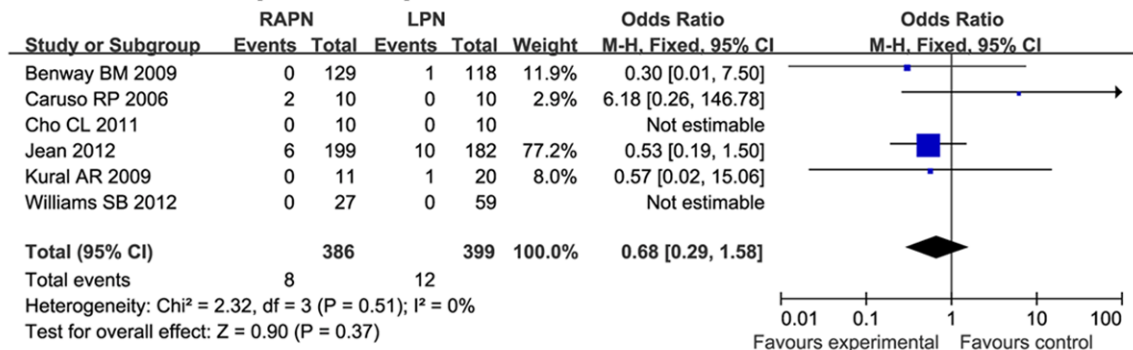 RAPN LPN Odds Ratio Odds Ratio
Study or Subgroup Events Total Events Total Weight M-H, Fixed, 95% CI M-H, Fixed, 95% CI
Benway BM 2009 0 129 1 118 11.9% 0.30 [0.01, 7.50]
Caruso RP 2006 2 10 0 10 2.9% 6.18 [0.26, 146.78]
Cho CL 2011 0 10 0 10 Not estimable
Jean 2012 6 199 10 182 77.2% 0.53 [0.19, 1.50]
Kural AR 2009 0 11 1 20 8.0% 0.57 [0.02, 15.06]
Williams SB 2012 0 27 0 59 Not estimable
Total (95% CI) 386 399 100.0% 0.68 [0.29, 1.58]
Total events 8 12
Heterogeneity: Chi² = 2.32, df = 3 (P = 0.51); I² = 0%
Test for overall effect: Z = 0.90 (P = 0.37)
0.01 0.1 1 10 100
Favours experimental Favours control